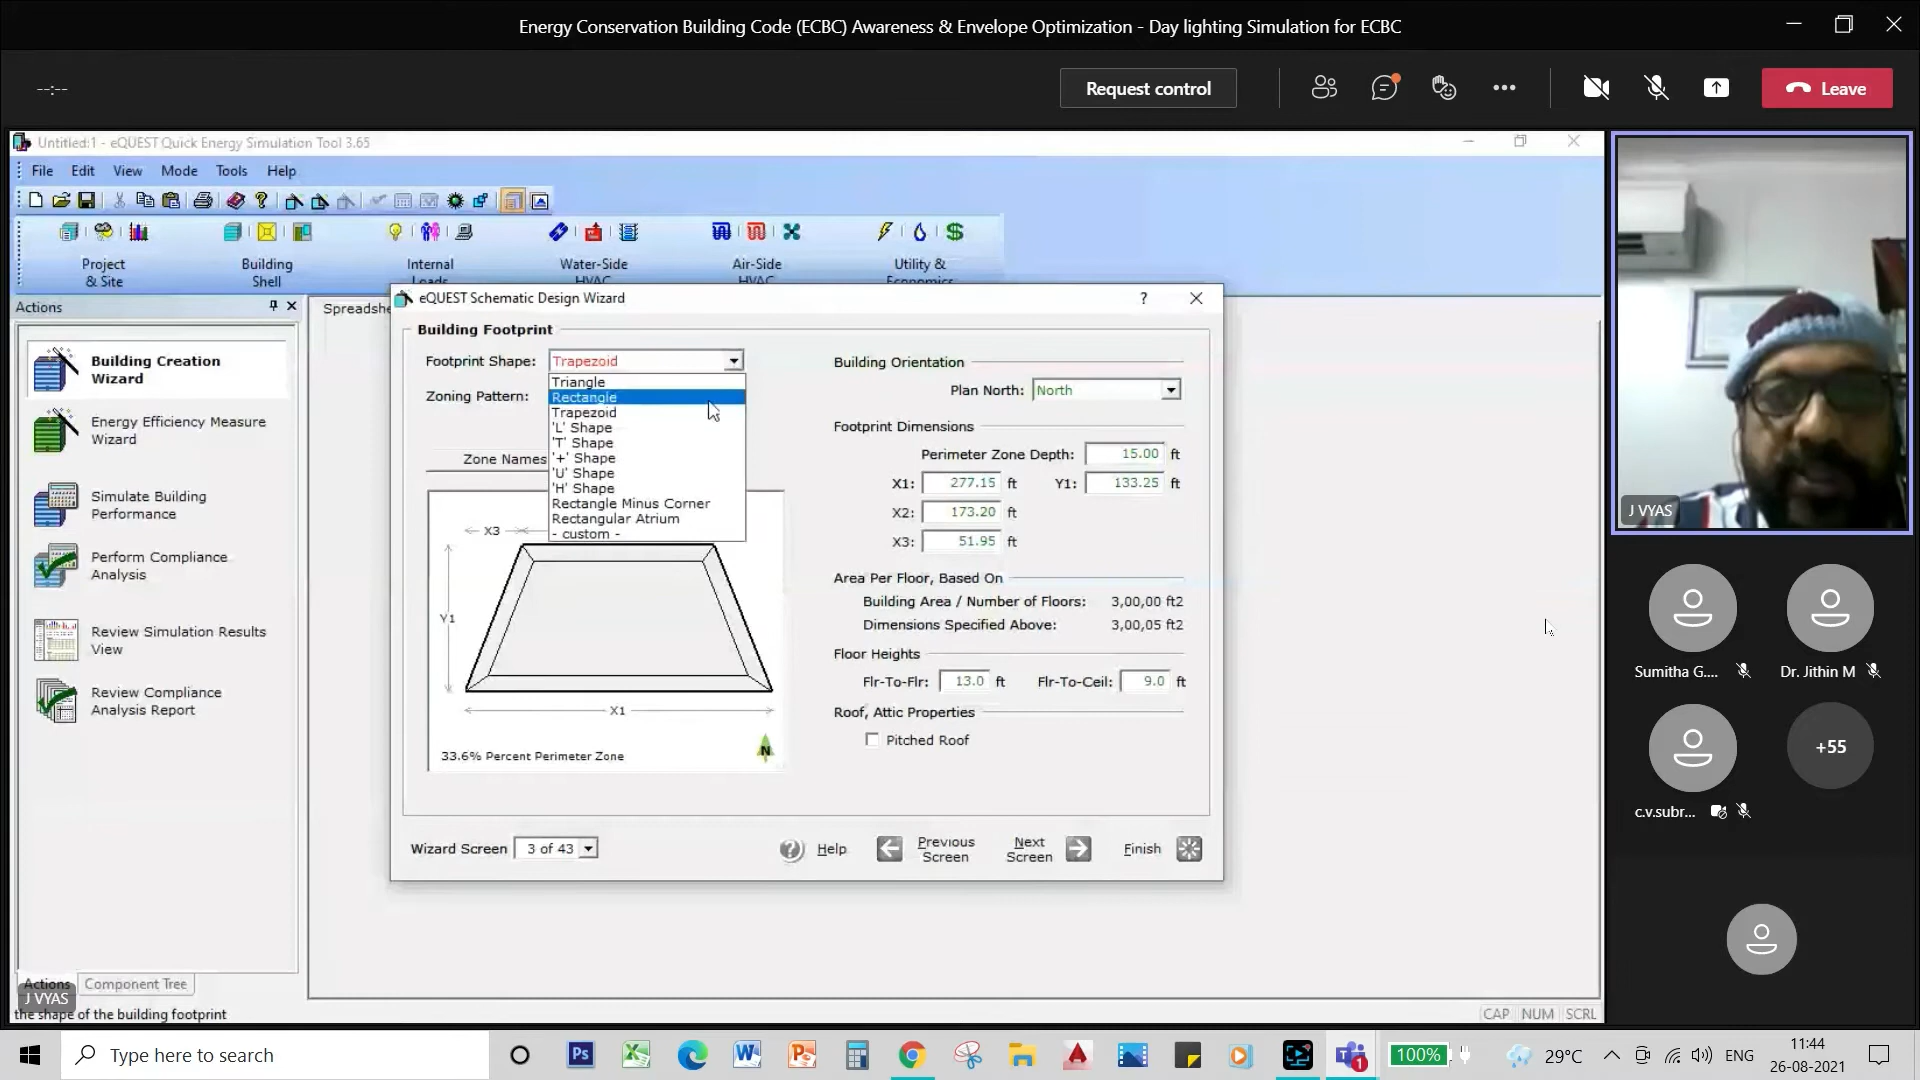 Energy Conservation Building Code (ECBC) Awareness & Envelope Optimization - Day lighting Simulation for ECBC
--:--
Request control
Leave
Untitled:1 - eQUEST Quick Energy Simulation Tool 3.65
File Edit View Mode Tools Help
Project & Site
Building Shell
Internal Loads
Water-Side HVAC
Air-Side HVAC
Utility & Economics
Actions
Building Creation
Wizard
Energy Efficiency Measure
Wizard
Simulate Building
Performance
Perform Compliance
Analysis
Review Simulation Results
View
Review Compliance
Analysis Report
Actions Component Tree
J VYAS
the shape of the building footprint
CAP NUM SCRL
Spreadshe
eQUEST Schematic Design Wizard
?
Building Footprint
Footprint Shape: Trapezoid
Zoning Pattern:
Triangle
Rectangle
Trapezoid
'L' Shape
'T' Shape
'+' Shape
'U' Shape
'H' Shape
Rectangle Minus Corner
Rectangular Atrium
- custom -
Zone Names
X3
Y1
X1
N
33.6% Percent Perimeter Zone
Building Orientation
Plan North: North
Footprint Dimensions
Perimeter Zone Depth: 15.00 ft
X1: 277.15 ft Y1: 133.25 ft
X2: 173.20 ft
X3: 51.95 ft
Area Per Floor, Based On
Building Area / Number of Floors: 3,00,00 ft2
Dimensions Specified Above: 3,00,05 ft2
Floor Heights
Flr-To-Flr: 13.0 ft Flr-To-Ceil: 9.0 ft
Roof, Attic Properties
Pitched Roof
Wizard Screen 3 of 43
Help
Previous Screen
Next Screen
Finish
J VYAS
Sumitha G....
Dr. Jithin M
c.v.subr...
+55
Type here to search
Ps
1
100%
29°C
ENG
11:44
26-08-2021